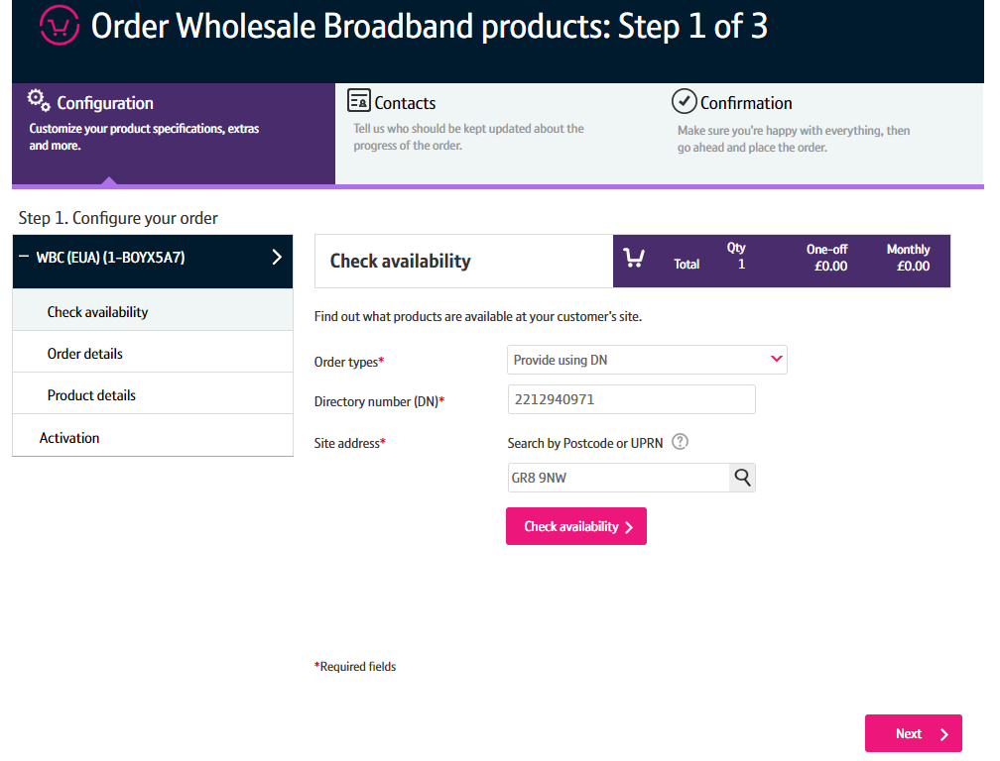 Order Wholesale Broadband products: Step 1 of 3
Configuration
Customize your product specifications, extras
and more.
Contacts
Tell us who should be kept updated about the
progress of the order.
Confirmation
Make sure you're happy with everything, then
go ahead and place the order.
Step 1. Configure your order
WBC (EUA) (1-BOYX5A7)
Check availability
Order details
Product details
Activation
Check availability
Total
Qty
1
One-off
£0.00
Monthly
£0.00
Find out what products are available at your customer's site.
Order types*
Provide using DN
Directory number (DN)*
2212940971
Site address*
Search by Postcode or UPRN ?
GR8 9NW
Check availability
*Required fields
Next